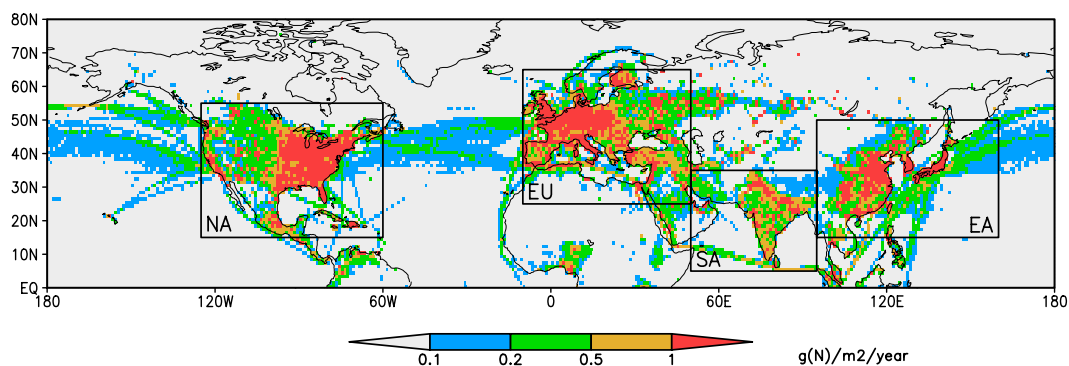 80N
70N
60N
50N
40N
30N
20N
10N
EQ
NA
EU
SA
EA
180 120W 60W 0 60E 120E 180
0.1 0.2 0.5 1 g(N)/m2/year